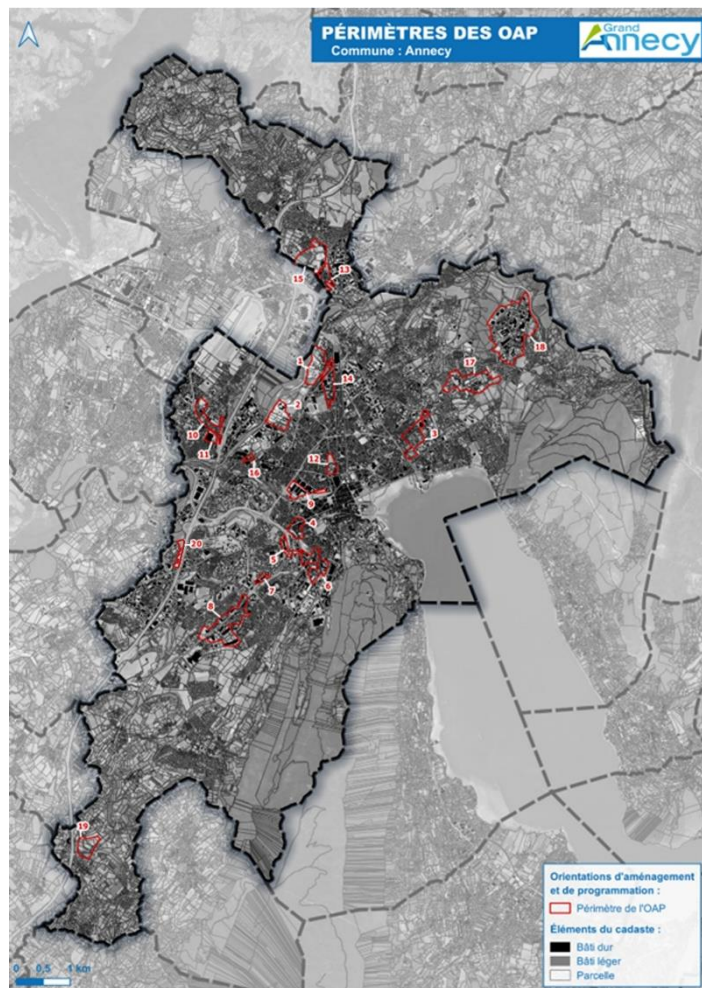 PÉRIMÈTRES DES OAP
Commune : Annecy
Grand
Annecy
15
13
18
17
1
14
2
10
3
11
12
16
9
4
20
5
7
6
8
19
Orientations d'aménagement
et de programmation :
Périmètre de l'OAP
Éléments du cadaste :
Bâti dur
Bâti léger
Parcelle
0 0,5 1 km